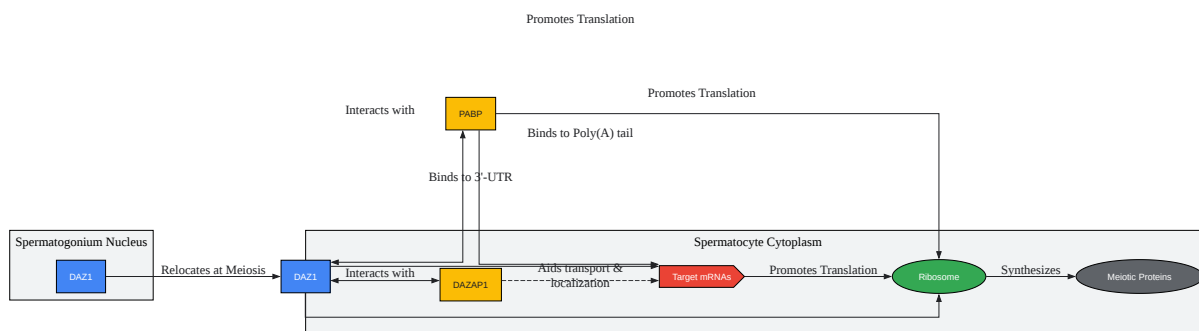 Promotes Translation
Promotes Translation
Interacts with
PABP
Binds to Poly(A) tail
Binds to 3'-UTR
Spermatogonium Nucleus
Spermatocyte Cytoplasm
DAZ1
Relocates at Meiosis
DAZ1
Interacts with
DAZAP1
Aids transport &
localization
Target mRNAs
Promotes Translation
Ribosome
Synthesizes
Meiotic Proteins